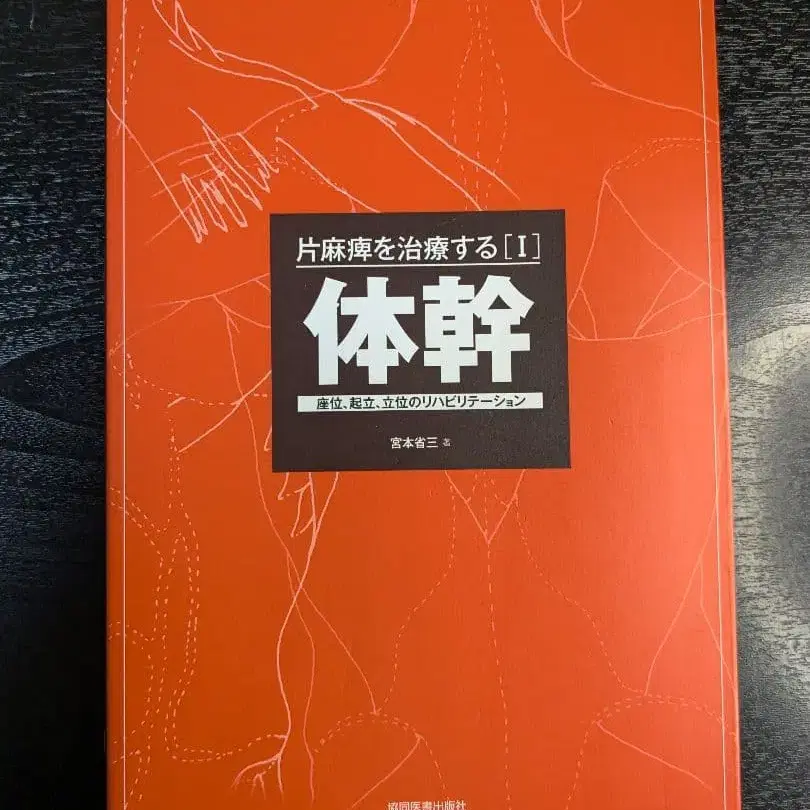 片麻痺を治療する[Ⅰ]
体幹
座位、起立、立位のリハビリテーション
宮本省三 著
協同医書出版社